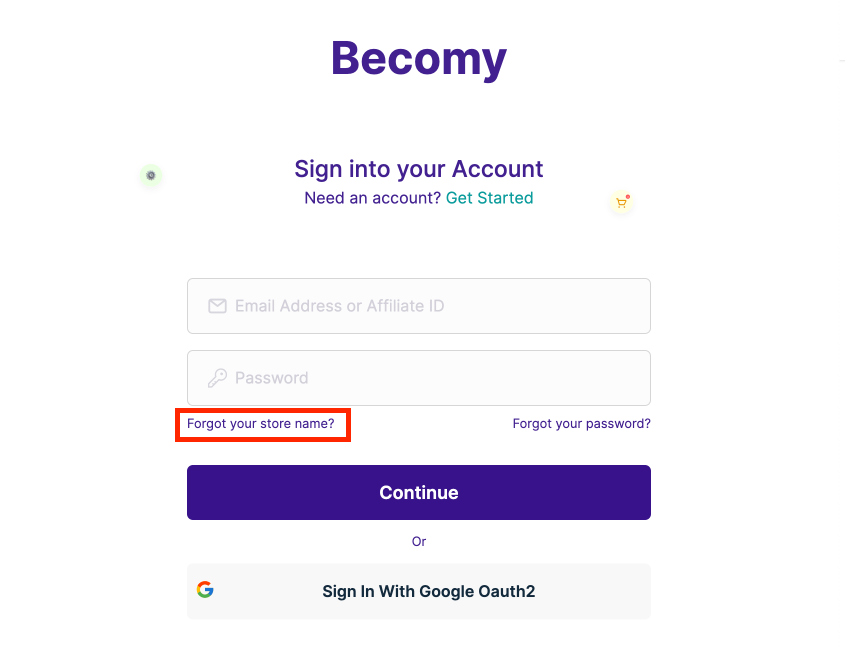 Becomy
Sign into your Account
Need an account? Get Started
Email Address or Affiliate ID
Password
Forgot your store name? Forgot your password?
Continue
Or
Sign In With Google Oauth2